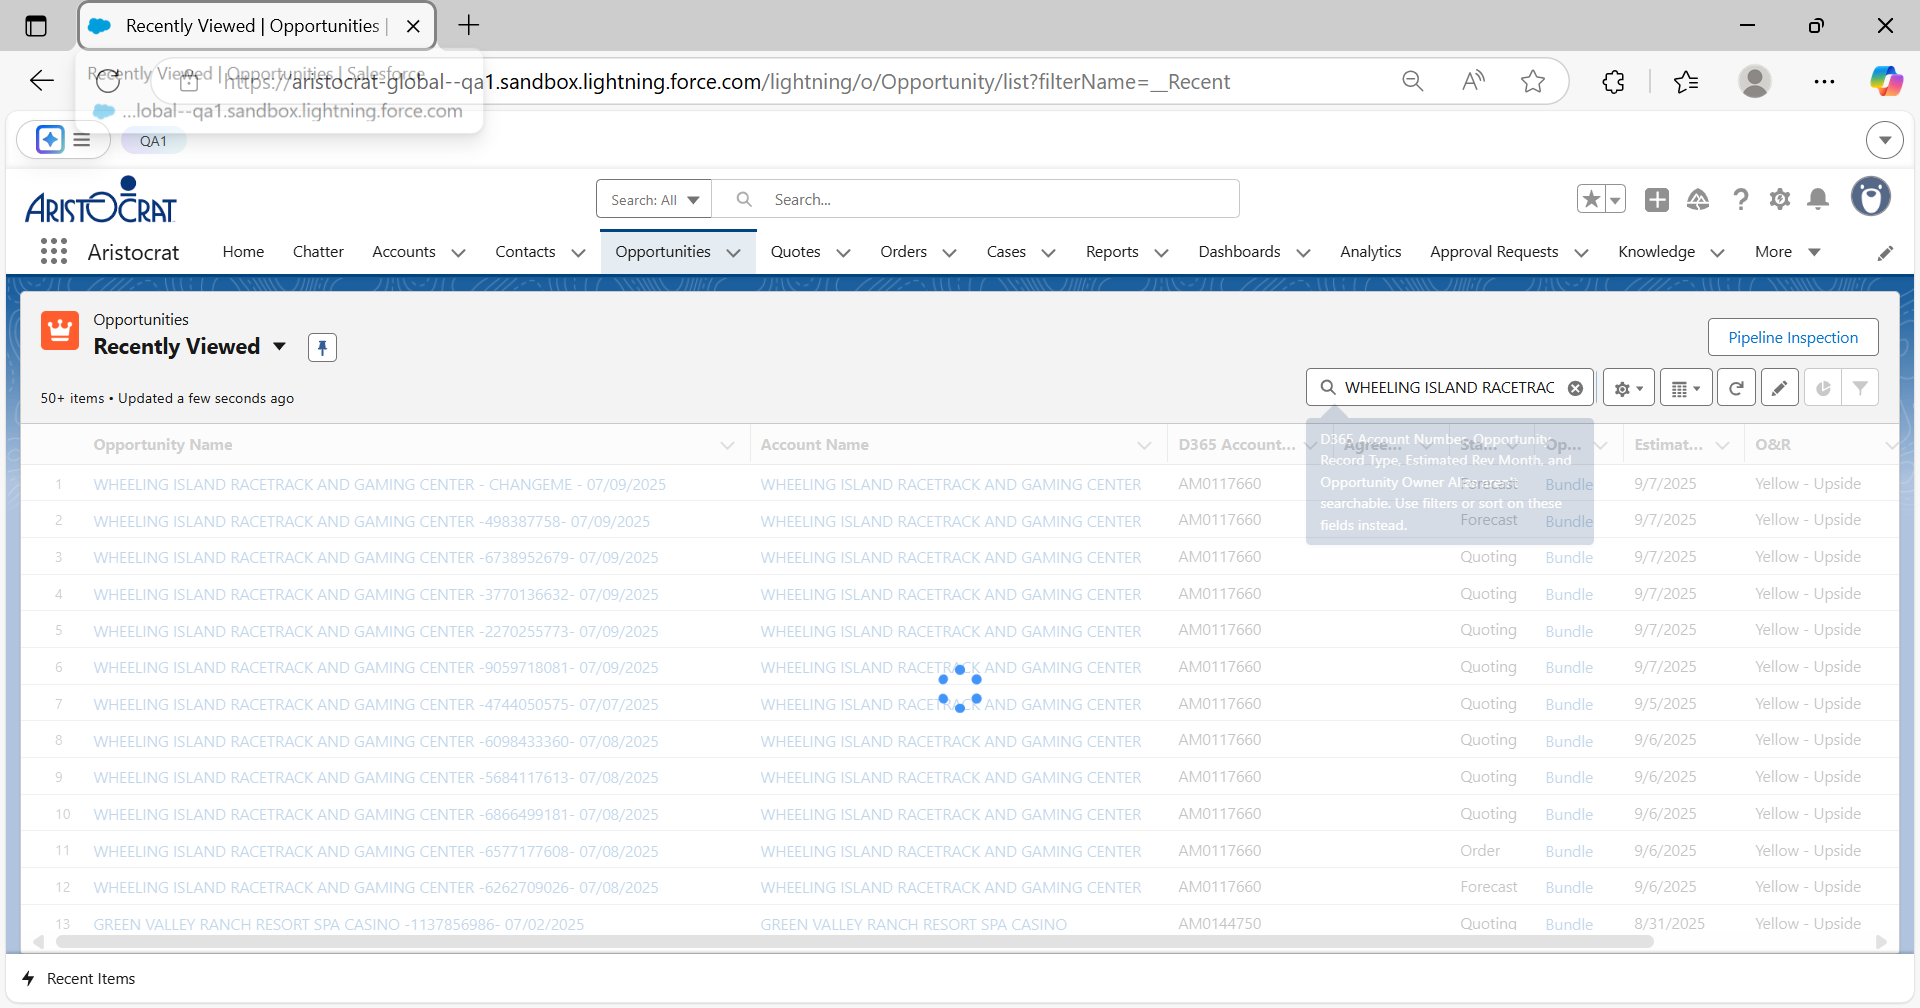 Recently Viewed | Opportunities |
Recently Viewed | Opportunities | Salesforce
https://aristocrat-global--qa1.sandbox.lightning.force.com/lightning/o/Opportunity/list?filterName=__Recent
...lobal--qa1.sandbox.lightning.force.com
QA1
ARISTOCRAT
Search: All
Search...
Aristocrat
Home
Chatter
Accounts
Contacts
Opportunities
Quotes
Orders
Cases
Reports
Dashboards
Analytics
Approval Requests
Knowledge
More
Opportunities
Recently Viewed
Pipeline Inspection
50+ items • Updated a few seconds ago
WHEELING ISLAND RACETRAC
D365 Account Number, Opportunity
Record Type, Estimated Rev Month, and
Opportunity Owner Alias aren't
searchable. Use filters or sort on these
fields instead.
Opportunity Name Account Name D365 Account... Agree... Sta... Op... Estimat... O&R
1 WHEELING ISLAND RACETRACK AND GAMING CENTER - CHANGEME - 07/09/2025 WHEELING ISLAND RACETRACK AND GAMING CENTER AM0117660 Forecast Bundle 9/7/2025 Yellow - Upside
2 WHEELING ISLAND RACETRACK AND GAMING CENTER -498387758- 07/09/2025 WHEELING ISLAND RACETRACK AND GAMING CENTER AM0117660 Forecast Bundle 9/7/2025 Yellow - Upside
3 WHEELING ISLAND RACETRACK AND GAMING CENTER -6738952679- 07/09/2025 WHEELING ISLAND RACETRACK AND GAMING CENTER AM0117660 Quoting Bundle 9/7/2025 Yellow - Upside
4 WHEELING ISLAND RACETRACK AND GAMING CENTER -3770136632- 07/09/2025 WHEELING ISLAND RACETRACK AND GAMING CENTER AM0117660 Quoting Bundle 9/7/2025 Yellow - Upside
5 WHEELING ISLAND RACETRACK AND GAMING CENTER -2270255773- 07/09/2025 WHEELING ISLAND RACETRACK AND GAMING CENTER AM0117660 Quoting Bundle 9/7/2025 Yellow - Upside
6 WHEELING ISLAND RACETRACK AND GAMING CENTER -9059718081- 07/09/2025 WHEELING ISLAND RACETRACK AND GAMING CENTER AM0117660 Quoting Bundle 9/7/2025 Yellow - Upside
7 WHEELING ISLAND RACETRACK AND GAMING CENTER -4744050575- 07/07/2025 WHEELING ISLAND RACETRACK AND GAMING CENTER AM0117660 Quoting Bundle 9/5/2025 Yellow - Upside
8 WHEELING ISLAND RACETRACK AND GAMING CENTER -6098433360- 07/08/2025 WHEELING ISLAND RACETRACK AND GAMING CENTER AM0117660 Quoting Bundle 9/6/2025 Yellow - Upside
9 WHEELING ISLAND RACETRACK AND GAMING CENTER -5684117613- 07/08/2025 WHEELING ISLAND RACETRACK AND GAMING CENTER AM0117660 Quoting Bundle 9/6/2025 Yellow - Upside
10 WHEELING ISLAND RACETRACK AND GAMING CENTER -6866499181- 07/08/2025 WHEELING ISLAND RACETRACK AND GAMING CENTER AM0117660 Quoting Bundle 9/6/2025 Yellow - Upside
11 WHEELING ISLAND RACETRACK AND GAMING CENTER -6577177608- 07/08/2025 WHEELING ISLAND RACETRACK AND GAMING CENTER AM0117660 Order Bundle 9/6/2025 Yellow - Upside
12 WHEELING ISLAND RACETRACK AND GAMING CENTER -6262709026- 07/08/2025 WHEELING ISLAND RACETRACK AND GAMING CENTER AM0117660 Forecast Bundle 9/6/2025 Yellow - Upside
13 GREEN VALLEY RANCH RESORT SPA CASINO -1137856986- 07/02/2025 GREEN VALLEY RANCH RESORT SPA CASINO AM0144750 Quoting Bundle 8/31/2025 Yellow - Upside
Recent Items